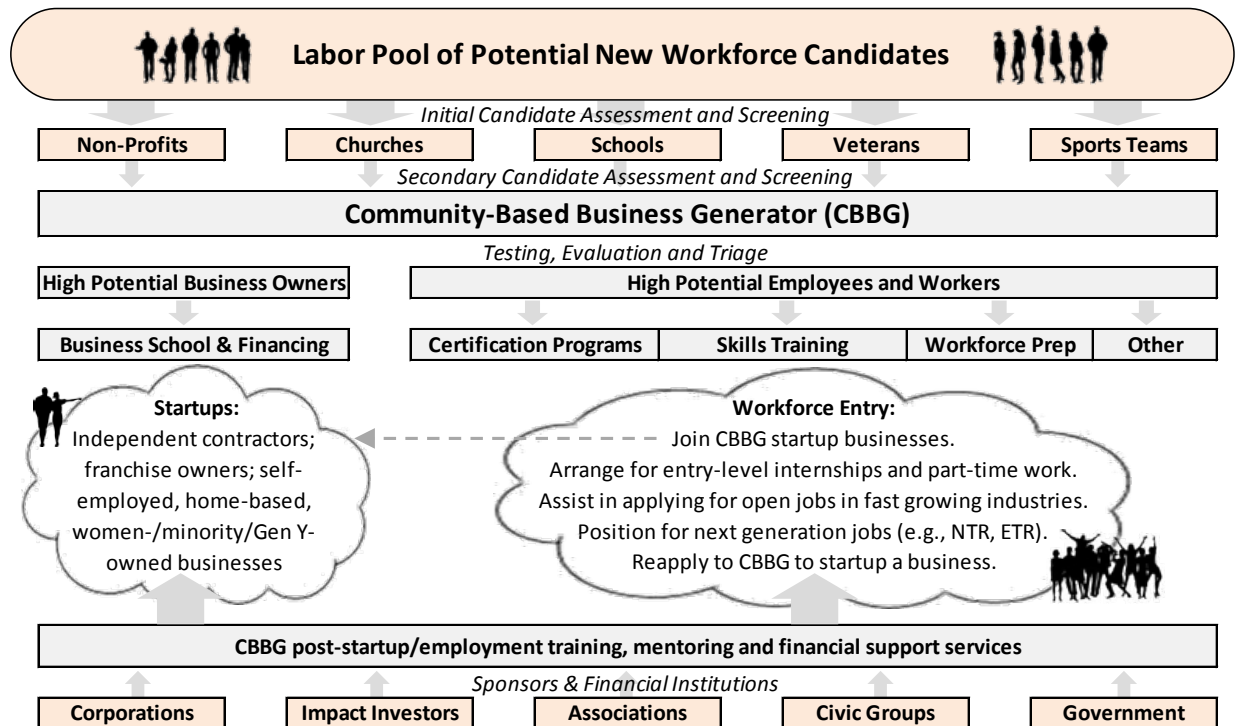 Labor Pool of Potential New Workforce Candidates
Initial Candidate Assessment and Screening
Non-Profits
Churches
Schools
Veterans
Sports Teams
Secondary Candidate Assessment and Screening
Community-Based Business Generator (CBBG)
Testing, Evaluation and Triage
High Potential Business Owners
High Potential Employees and Workers
Business School & Financing
Certification Programs
Skills Training
Workforce Prep
Other
Startups:
Independent contractors;
franchise owners; self-
employed, home-based,
women-/minority/Gen Y-
owned businesses
Workforce Entry:
Join CBBG startup businesses.
Arrange for entry-level internships and part-time work.
Assist in applying for open jobs in fast growing industries.
Position for next generation jobs (e.g., NTR, ETR).
Reapply to CBBG to startup a business.
CBBG post-startup/employment training, mentoring and financial support services
Sponsors & Financial Institutions
Corporations
Impact Investors
Associations
Civic Groups
Government